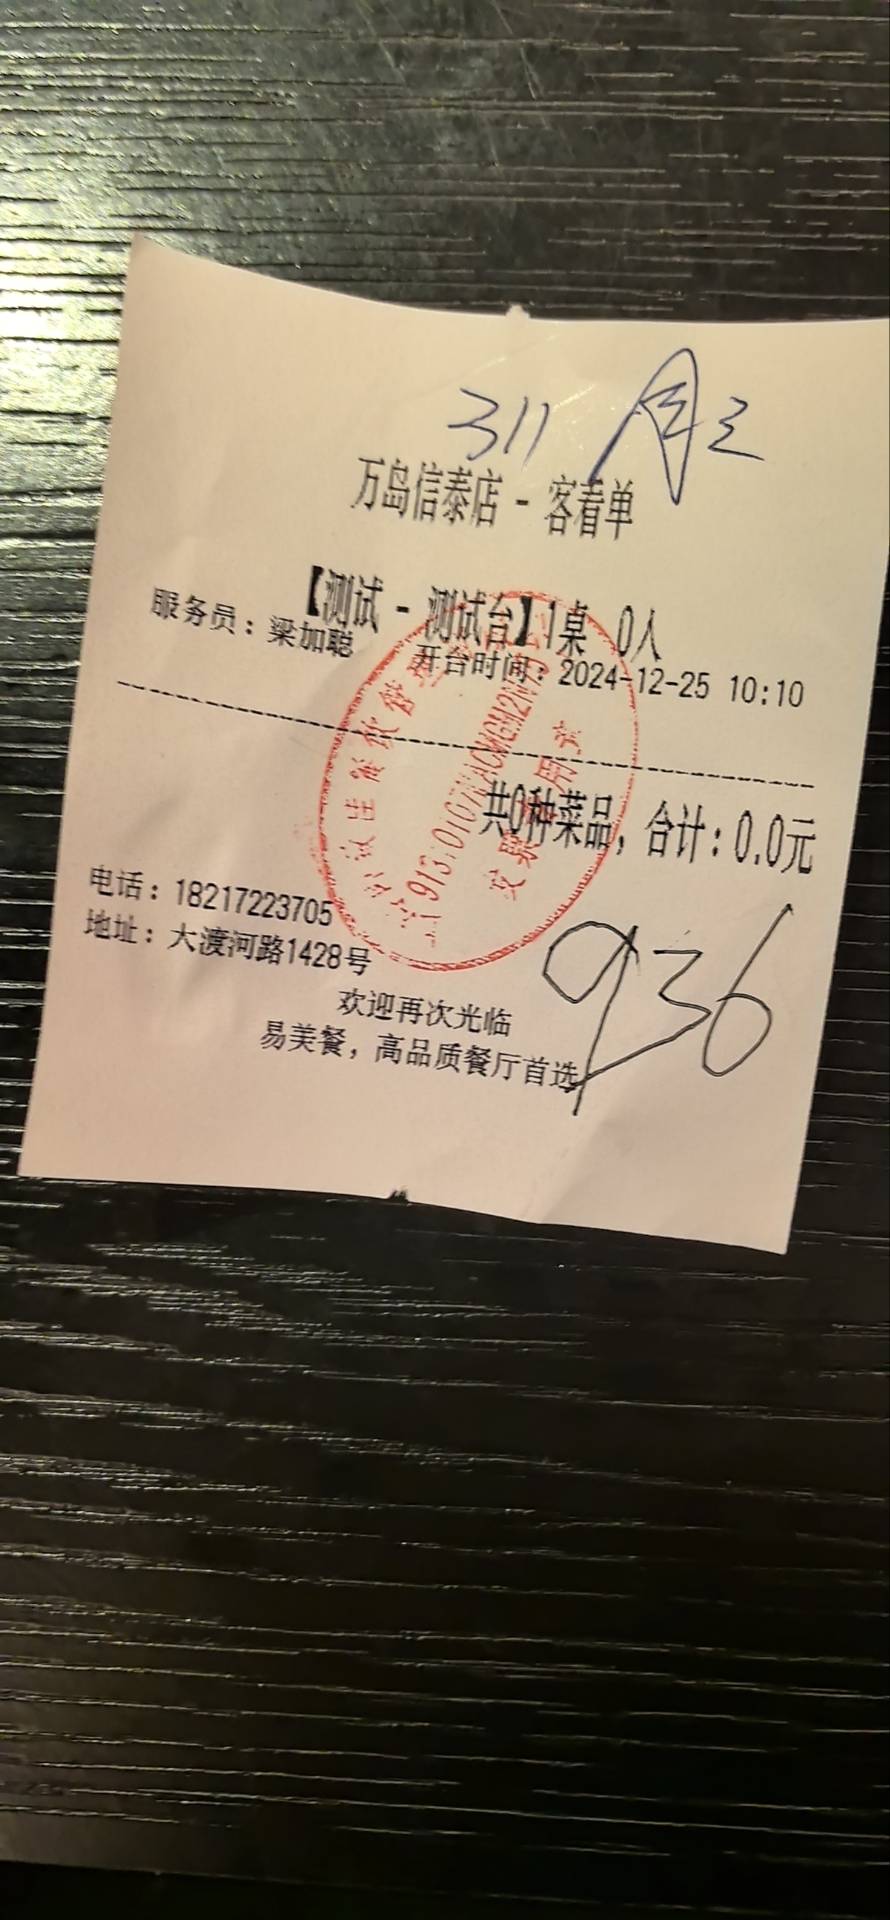 311
万岛信泰店 - 客看单
【测试 - 测试台】1桌 0人
服务员：梁加聪 开台时间：2024-12-25 10:10
共0种菜品，合计：0.0元
电话：18217223705
地址：大渡河路1428号
936
欢迎再次光临
易美餐，高品质餐厅首选